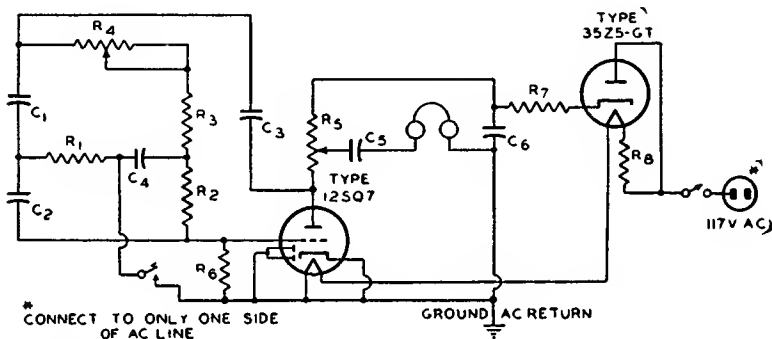 TYPE
35Z5-GT
R4
R7
R3
R5
C1
C3
C5
C6
R8
R1
C4
*
TYPE
12SQ7
R2
C2
117V AC
R6
*CONNECT TO ONLY ONE SIDE
OF AC LINE
GROUND AC RETURN